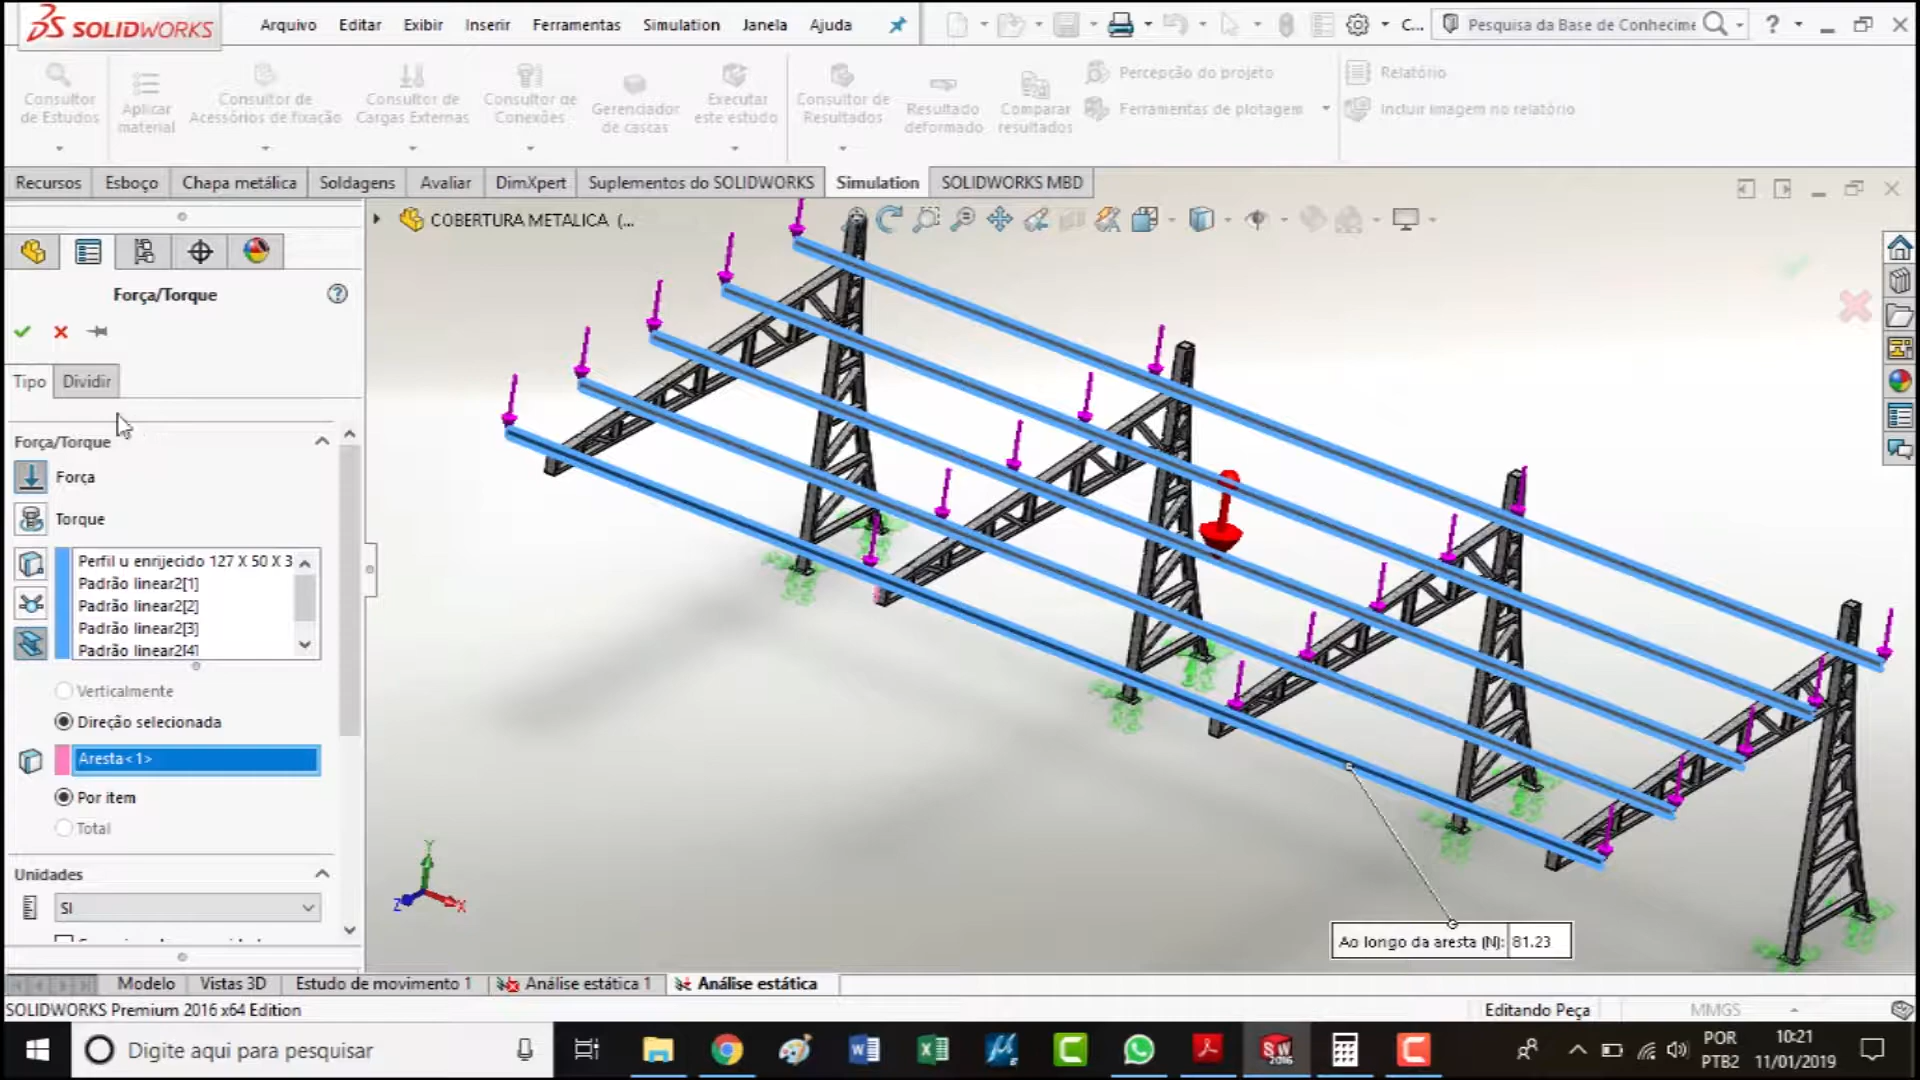 SOLIDWORKS
Arquivo Editar Exibir Inserir Ferramentas Simulation Janela Ajuda
C...
Pesquisa da Base de Conhecime
?
Consultor de Estudos
Aplicar material
Consultor de Acessórios de fixação
Consultor de Cargas Externas
Consultor de Conexões
Gerenciador de cascas
Executar este estudo
Consultor de Resultados
Resultado deformado
Comparar resultados
Percepção do projeto
Ferramentas de plotagem
Relatório
Incluir imagem no relatório
Recursos Esboço Chapa metálica Soldagens Avaliar DimXpert Suplementos do SOLIDWORKS Simulation SOLIDWORKS MBD
COBERTURA METALICA (...
Força/Torque
Tipo Dividir
Força/Torque
Força
Torque
Perfil u enrijecido 127 X 50 X 3
Padrão linear2[1]
Padrão linear2[2]
Padrão linear2[3]
Padrão linear2[4]
Verticalmente
Direção selecionada
Aresta<1>
Por item
Total
Unidades
SI
Y
Z
X
Ao longo da aresta (N): 81.23
Modelo Vistas 3D Estudo de movimento 1 Análise estática 1 Análise estática
SOLIDWORKS Premium 2016 x64 Edition
Editando Peça
MMGS
Digite aqui para pesquisar
SW
2016
POR
PTB2
10:21
11/01/2019